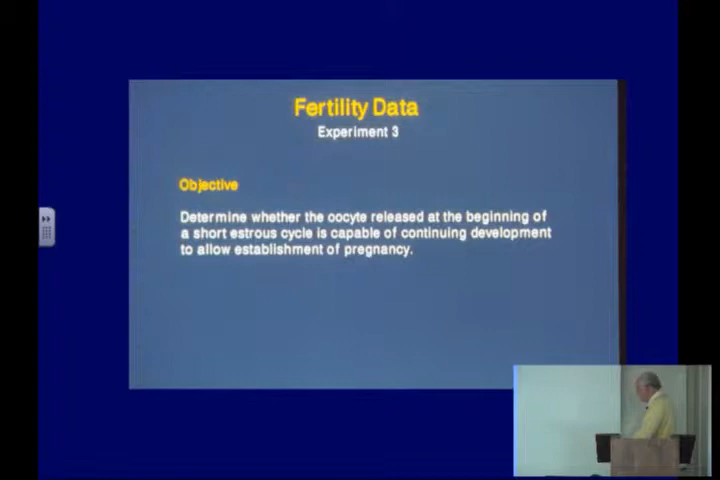 Fertility Data
Experiment 3
Objective
Determine whether the oocyte released at the beginning of
a short estrous cycle is capable of continuing development
to allow establishment of pregnancy.